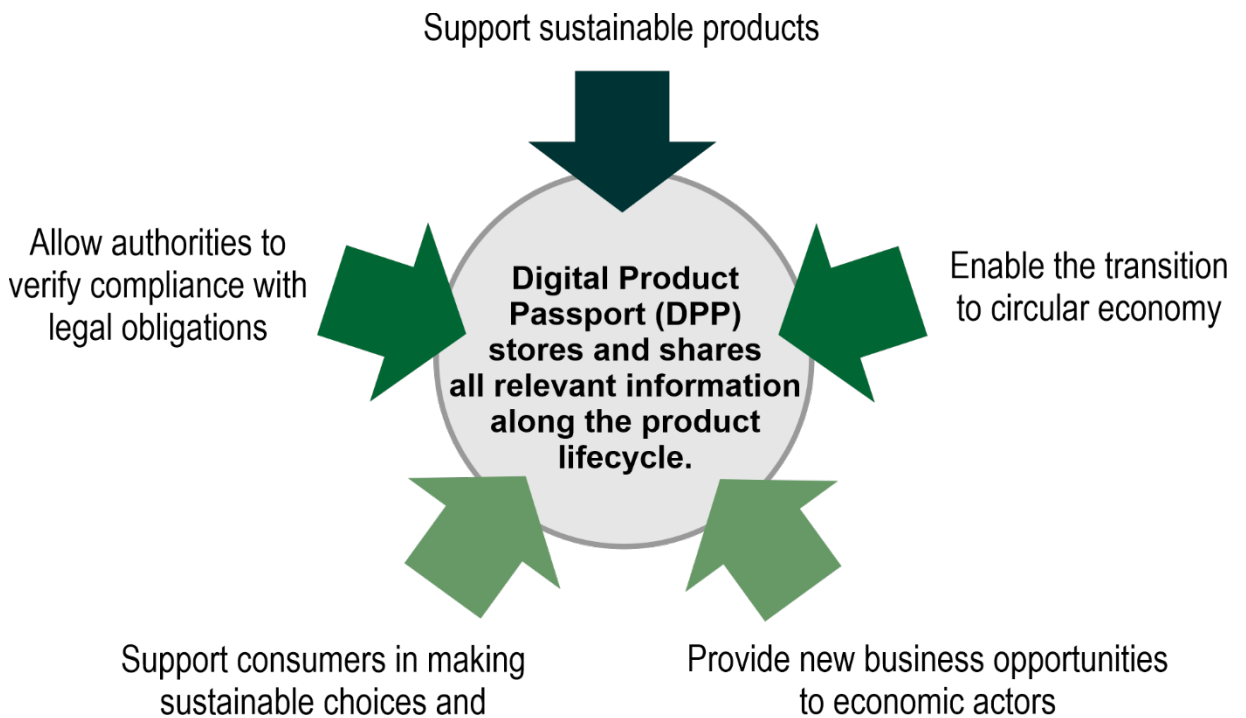 Support sustainable products
Allow authorities to
verify compliance with
legal obligations
Enable the transition
to circular economy
Digital Product
Passport (DPP)
stores and shares
all relevant information
along the product
lifecycle.
Support consumers in making
sustainable choices and
Provide new business opportunities
to economic actors